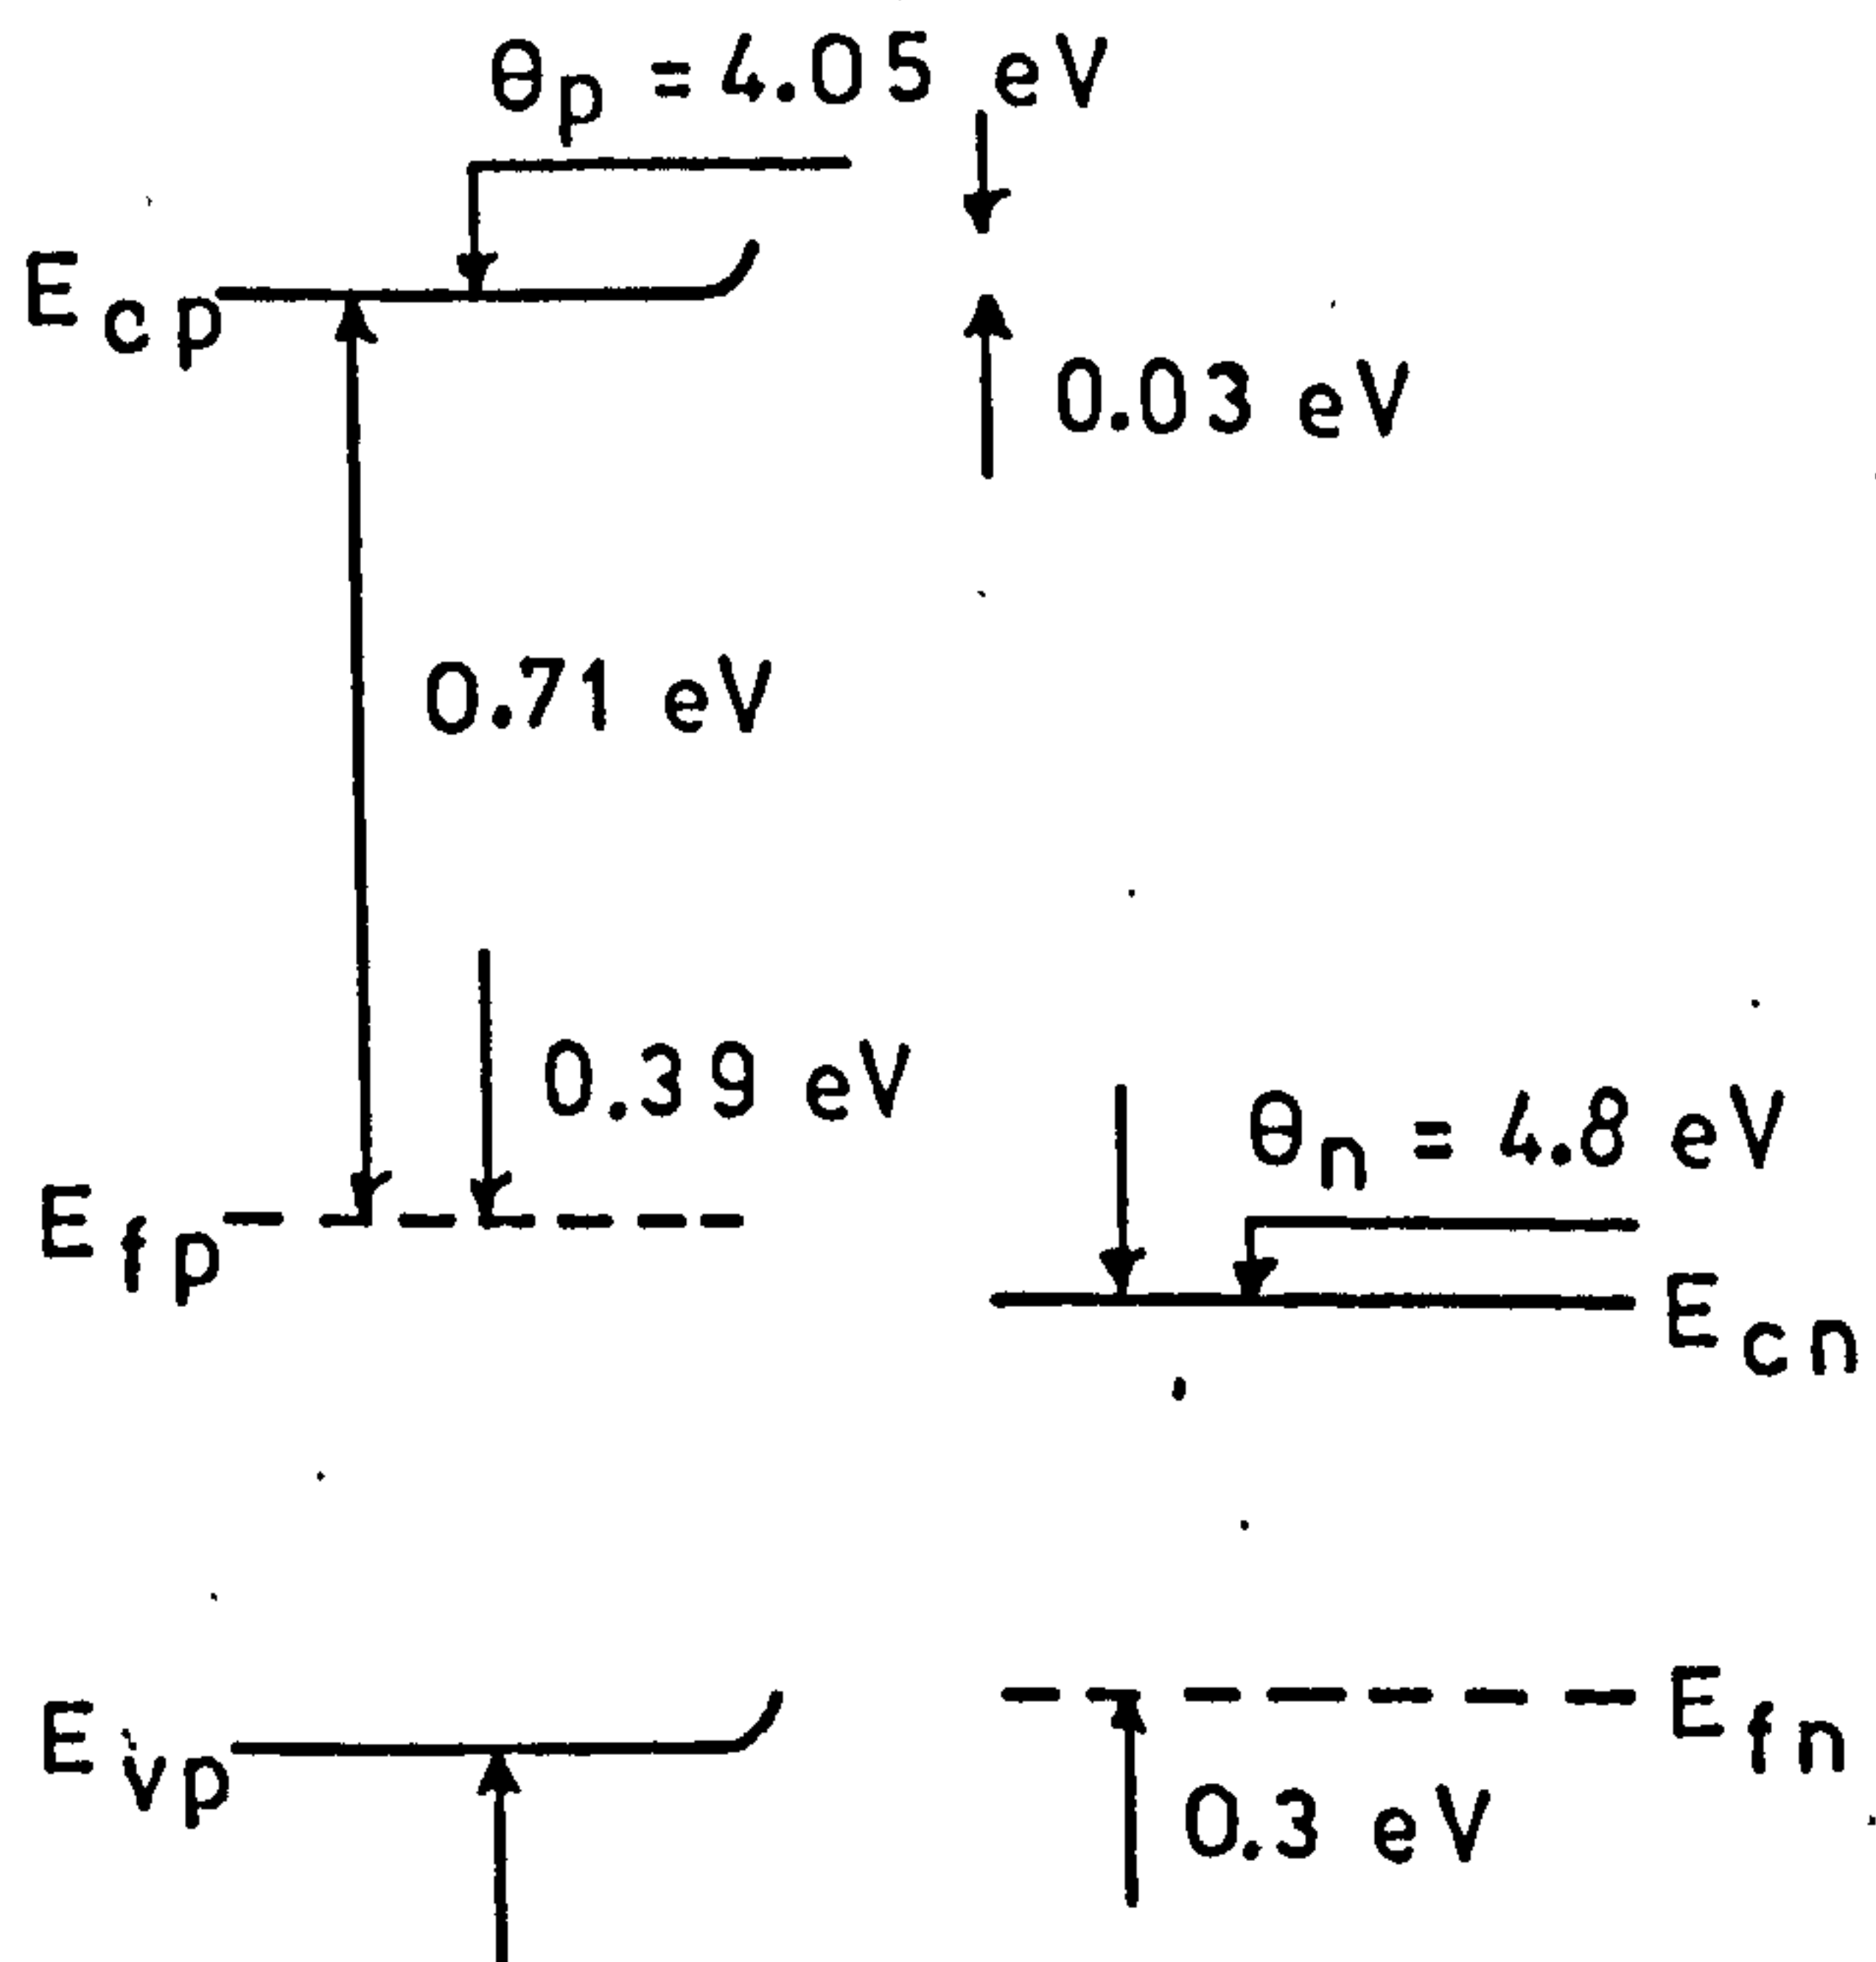 θp = 4.05 eV
Ecp
0.03 eV
0.71 eV
0.39 eV
θn = 4.8 eV
Efp
Ecn
Evp
Efn
0.3 eV